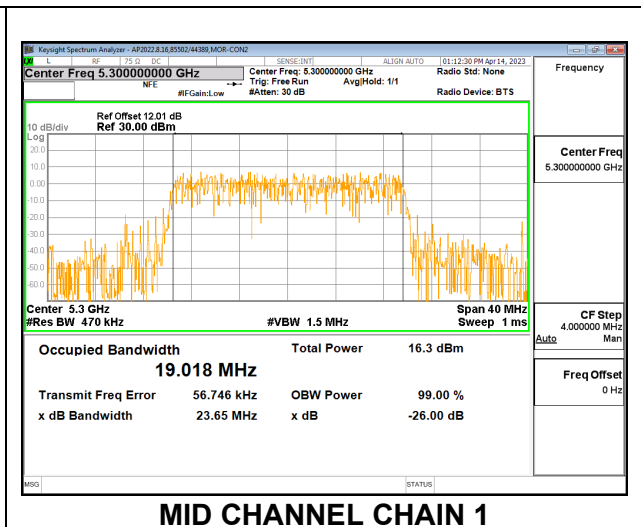 Keysight Spectrum Analyzer - AP2022.8.16,85502/44389,MOR-CON2
L RF 75 Ω DC SENSE:INT ALIGN AUTO 01:12:30 PM Apr 14, 2023
Center Freq 5.300000000 GHz
NFE
#IFGain:Low
Center Freq: 5.300000000 GHz
Trig: Free Run Avg|Hold: 1/1
#Atten: 30 dB
Radio Std: None
Radio Device: BTS
Frequency
Ref Offset 12.01 dB
10 dB/div Ref 30.00 dBm
Log
20.0
10.0
0.00
-10.0
-20.0
-30.0
-40.0
-50.0
-60.0
Center Freq
5.300000000 GHz
Center 5.3 GHz Span 40 MHz
#Res BW 470 kHz #VBW 1.5 MHz Sweep 1 ms
CF Step
4.000000 MHz
Auto Man
Occupied Bandwidth Total Power 16.3 dBm
19.018 MHz
Transmit Freq Error 56.746 kHz OBW Power 99.00 %
x dB Bandwidth 23.65 MHz x dB -26.00 dB
Freq Offset
0 Hz
MSG STATUS
MID CHANNEL CHAIN 1